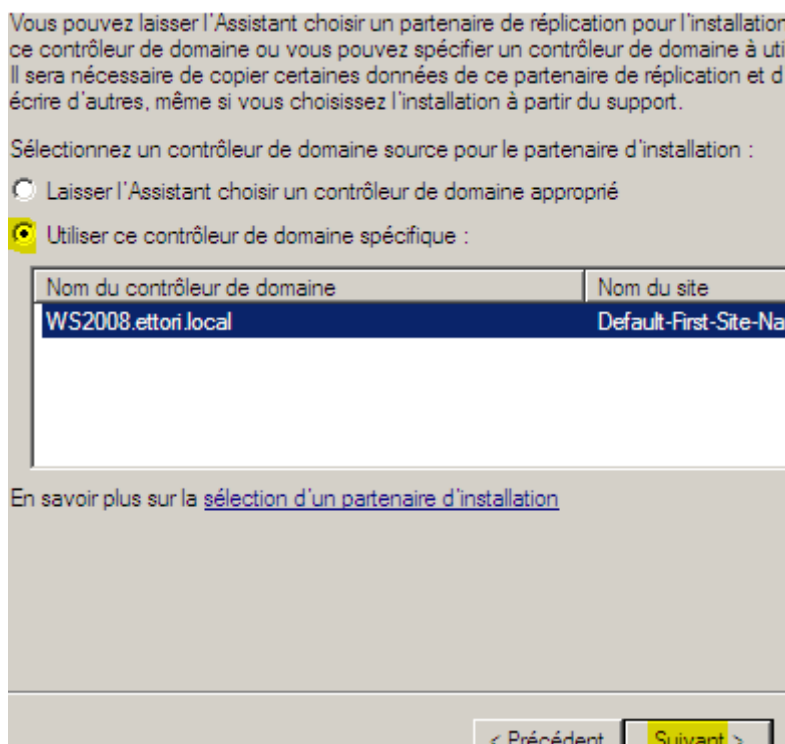 Vous pouvez laisser l'Assistant choisir un partenaire de réplication pour l'installation
ce contrôleur de domaine ou vous pouvez spécifier un contrôleur de domaine à uti
Il sera nécessaire de copier certaines données de ce partenaire de réplication et d
écrire d'autres, même si vous choisissez l'installation à partir du support.
Sélectionnez un contrôleur de domaine source pour le partenaire d'installation :
Laisser l'Assistant choisir un contrôleur de domaine approprié
Utiliser ce contrôleur de domaine spécifique :
Nom du contrôleur de domaine Nom du site
WS2008.ettori.local Default-First-Site-Na
En savoir plus sur la sélection d'un partenaire d'installation
< Précédent Suivant >